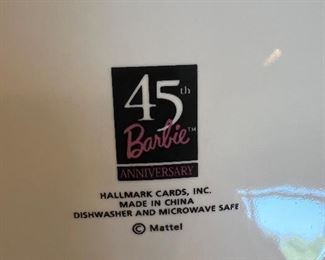 45th
Barbie™
ANNIVERSARY
HALLMARK CARDS, INC.
MADE IN CHINA
DISHWASHER AND MICROWAVE SAFE
© Mattel